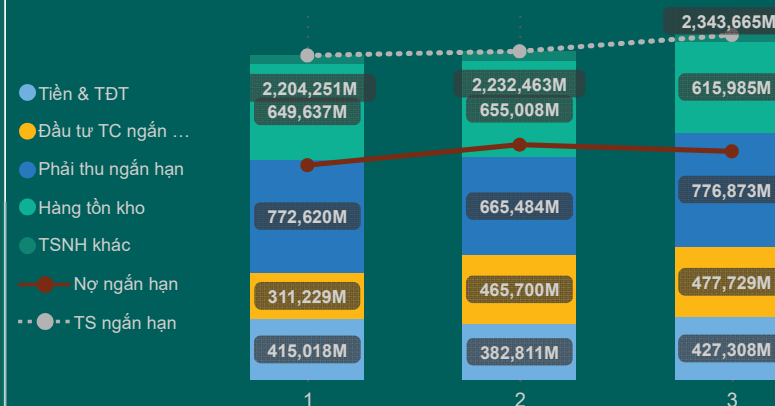 Tiền & TĐT
Đầu tư TC ngắn ...
Phải thu ngắn hạn
Hàng tồn kho
TSNH khác
Nợ ngắn hạn
TS ngắn hạn
2,204,251M
2,232,463M
2,343,665M
649,637M
655,008M
615,985M
772,620M
665,484M
776,873M
311,229M
465,700M
477,729M
415,018M
382,811M
427,308M
1
2
3